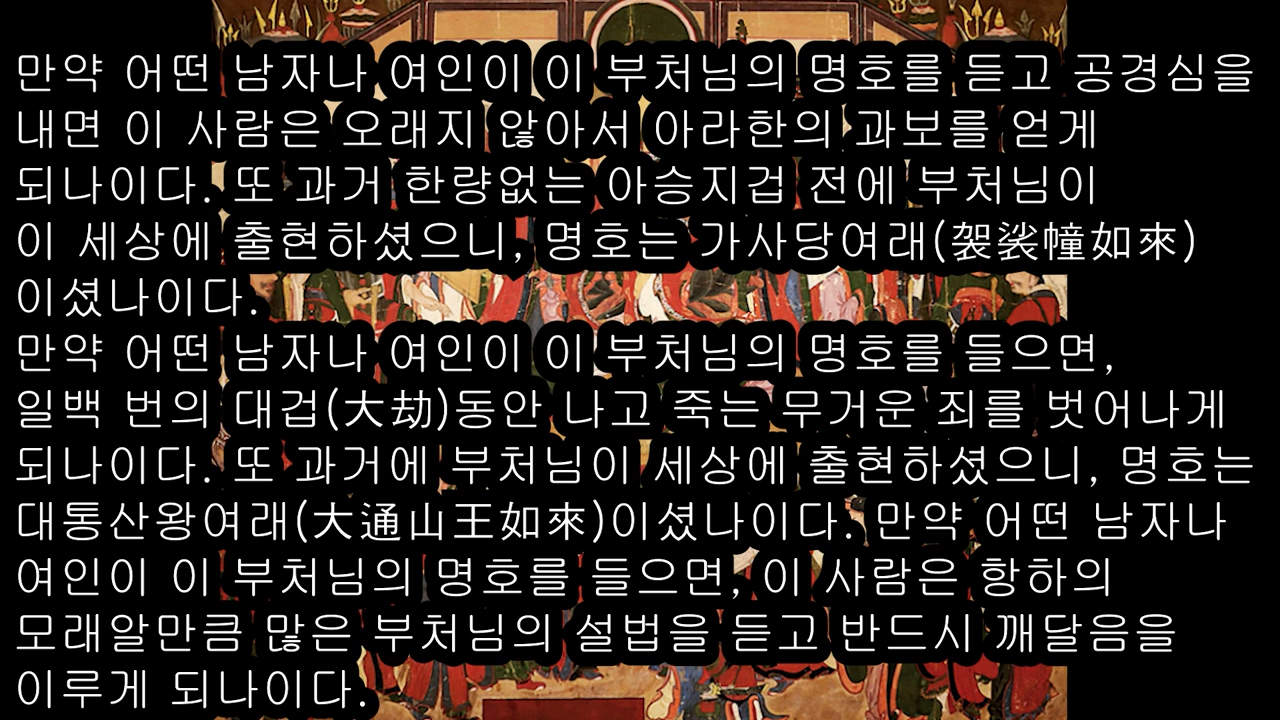 만약 어떤 남자나 여인이 이 부처님의 명호를 듣고 공경심을
내면 이 사람은 오래지 않아서 아라한의 과보를 얻게
되나이다. 또 과거 한량없는 아승지겁 전에 부처님이
이 세상에 출현하셨으니, 명호는 가사당여래(袈裟幢如來)
이셨나이다.
만약 어떤 남자나 여인이 이 부처님의 명호를 들으면,
일백 번의 대겁(大劫)동안 나고 죽는 무거운 죄를 벗어나게
되나이다. 또 과거에 부처님이 세상에 출현하셨으니, 명호는
대통산왕여래(大通山王如來)이셨나이다. 만약 어떤 남자나
여인이 이 부처님의 명호를 들으면, 이 사람은 항하의
모래알만큼 많은 부처님의 설법을 듣고 반드시 깨달음을
이루게 되나이다.